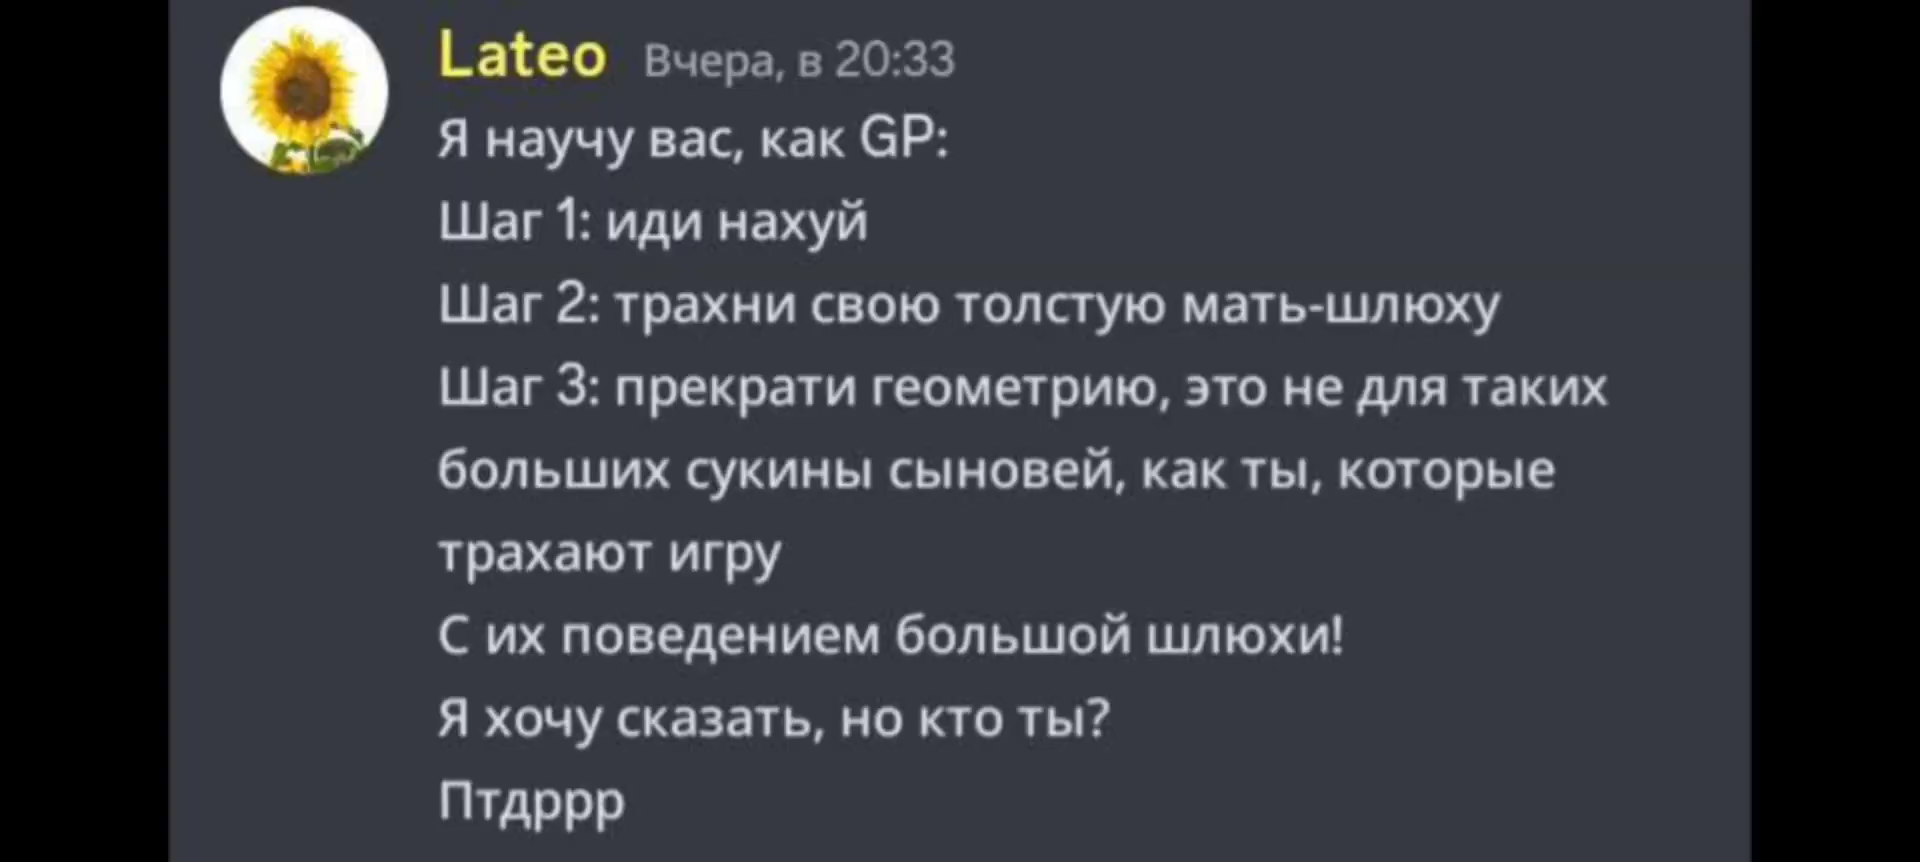 Lateo Вчера, в 20:33
Я научу вас, как GP:
Шаг 1: иди нахуй
Шаг 2: трахни свою толстую мать-шлюху
Шаг 3: прекрати геометрию, это не для таких
больших сукины сыновей, как ты, которые
трахают игру
С их поведением большой шлюхи!
Я хочу сказать, но кто ты?
Птдррр